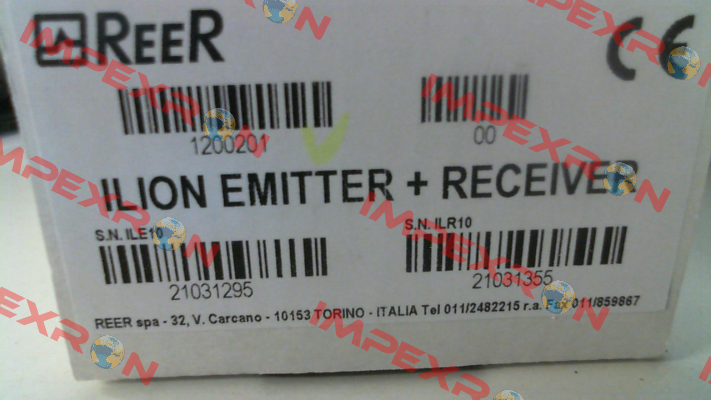 REER
CE
1200201
00
ILION EMITTER + RECEIVER
S.N. ILE10
S.N. ILR10
21031295
21031355
REER spa - 32, V. Carcano - 10153 TORINO - ITALIA Tel 011/2482215 r.a. Fax 011/859867
IMPEXRON